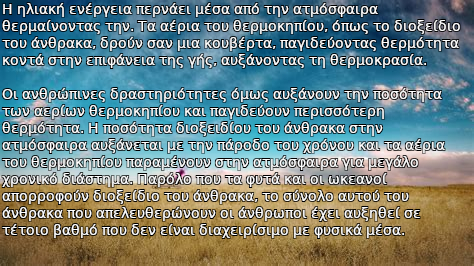 Η ηλιακή ενέργεια περνάει μέσα από την ατμόσφαιρα
θερμαίνοντας την. Τα αέρια του θερμοκηπίου, όπως το διοξείδιο
του άνθρακα, δρούν σαν μια κουβέρτα, παγιδεύοντας θερμότητα
κοντά στην επιφάνεια της γής, αυξάνοντας τη θερμοκρασία.
Οι ανθρώπινες δραστηριότητες όμως αυξάνουν την ποσότητα
των αερίων θερμοκηπίου και παγιδεύουν περισσότερη
θερμότητα. Η ποσότητα διοξειδίου του άνθρακα στην
ατμόσφαιρα αυξάνεται με την πάροδο του χρόνου και τα αέρια
του θερμοκηπίου παραμένουν στην ατμόσφαιρα για μεγάλο
χρονικό διάστημα. Παρόλο που τα φυτά και οι ωκεανοί
απορροφούν διοξείδιο του άνθρακα, το σύνολο αυτού του
άνθρακα που απελευθερώνουν οι άνθρωποι έχει αυξηθεί σε
τέτοιο βαθμό που δεν είναι διαχειρίσιμο με φυσικά μέσα.